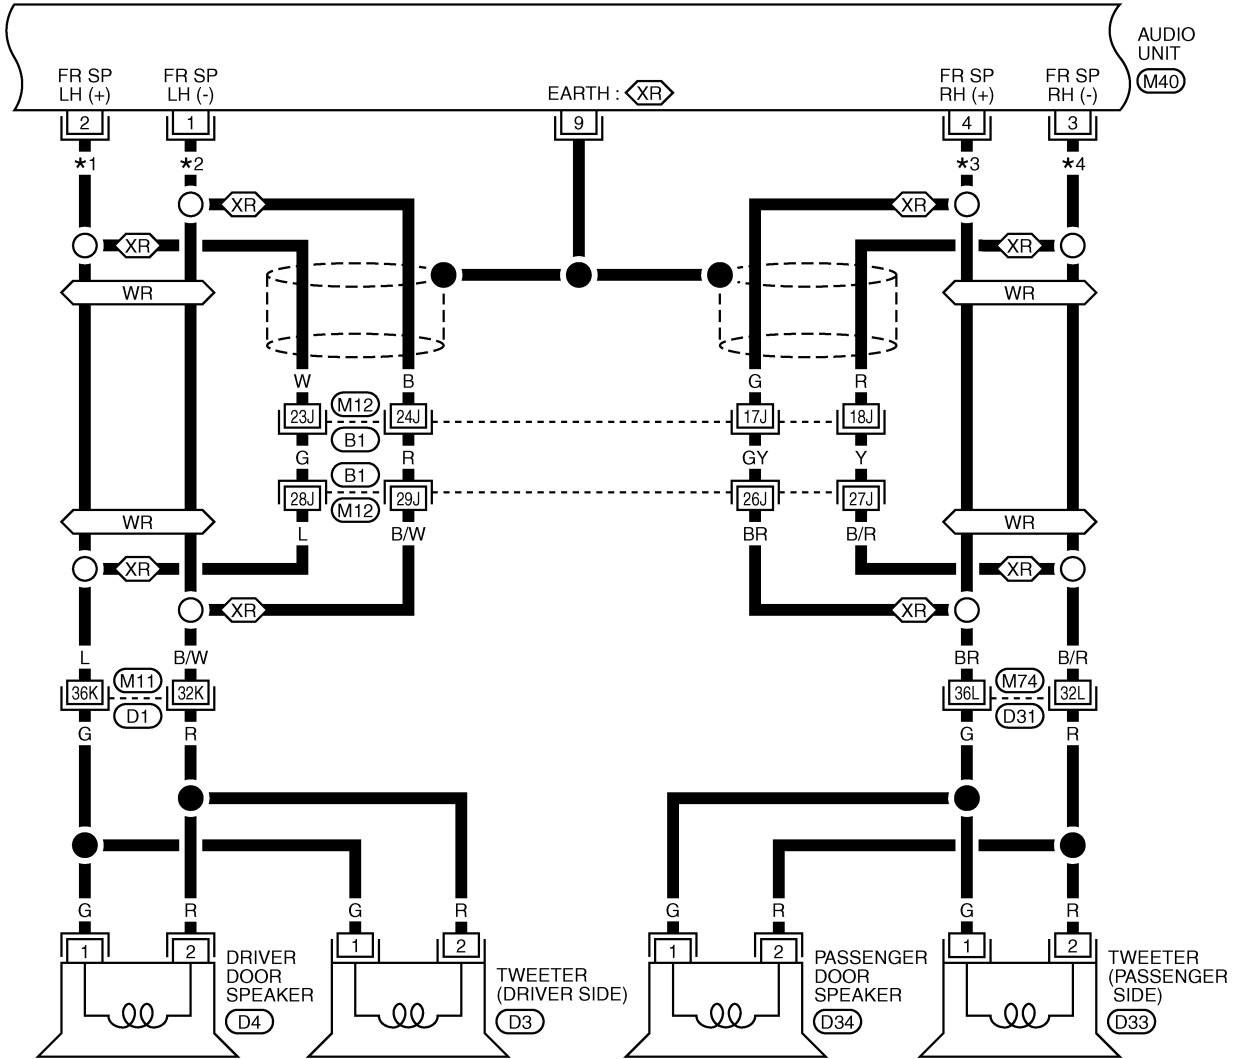 AUDIO
UNIT
M40
FR SP
LH (+)
FR SP
LH (-)
EARTH : XR
FR SP
RH (+)
FR SP
RH (-)
2
1
9
4
3
*1
*2
*3
*4
XR
XR
XR
XR
WR
WR
W
B
G
R
23J
M12
24J
17J
18J
B1
G
R
GY
Y
B1
28J
29J
26J
27J
M12
WR
WR
L
B/W
BR
B/R
XR
XR
XR
XR
L
B/W
BR
B/R
36K
M11
32K
36L
M74
32L
D1
D31
G
R
G
R
G
R
G
R
G
R
G
R
1
2
1
2
1
2
1
2
DRIVER
DOOR
SPEAKER
D4
TWEETER
(DRIVER SIDE)
D3
PASSENGER
DOOR
SPEAKER
D34
TWEETER
(PASSENGER
SIDE)
D33